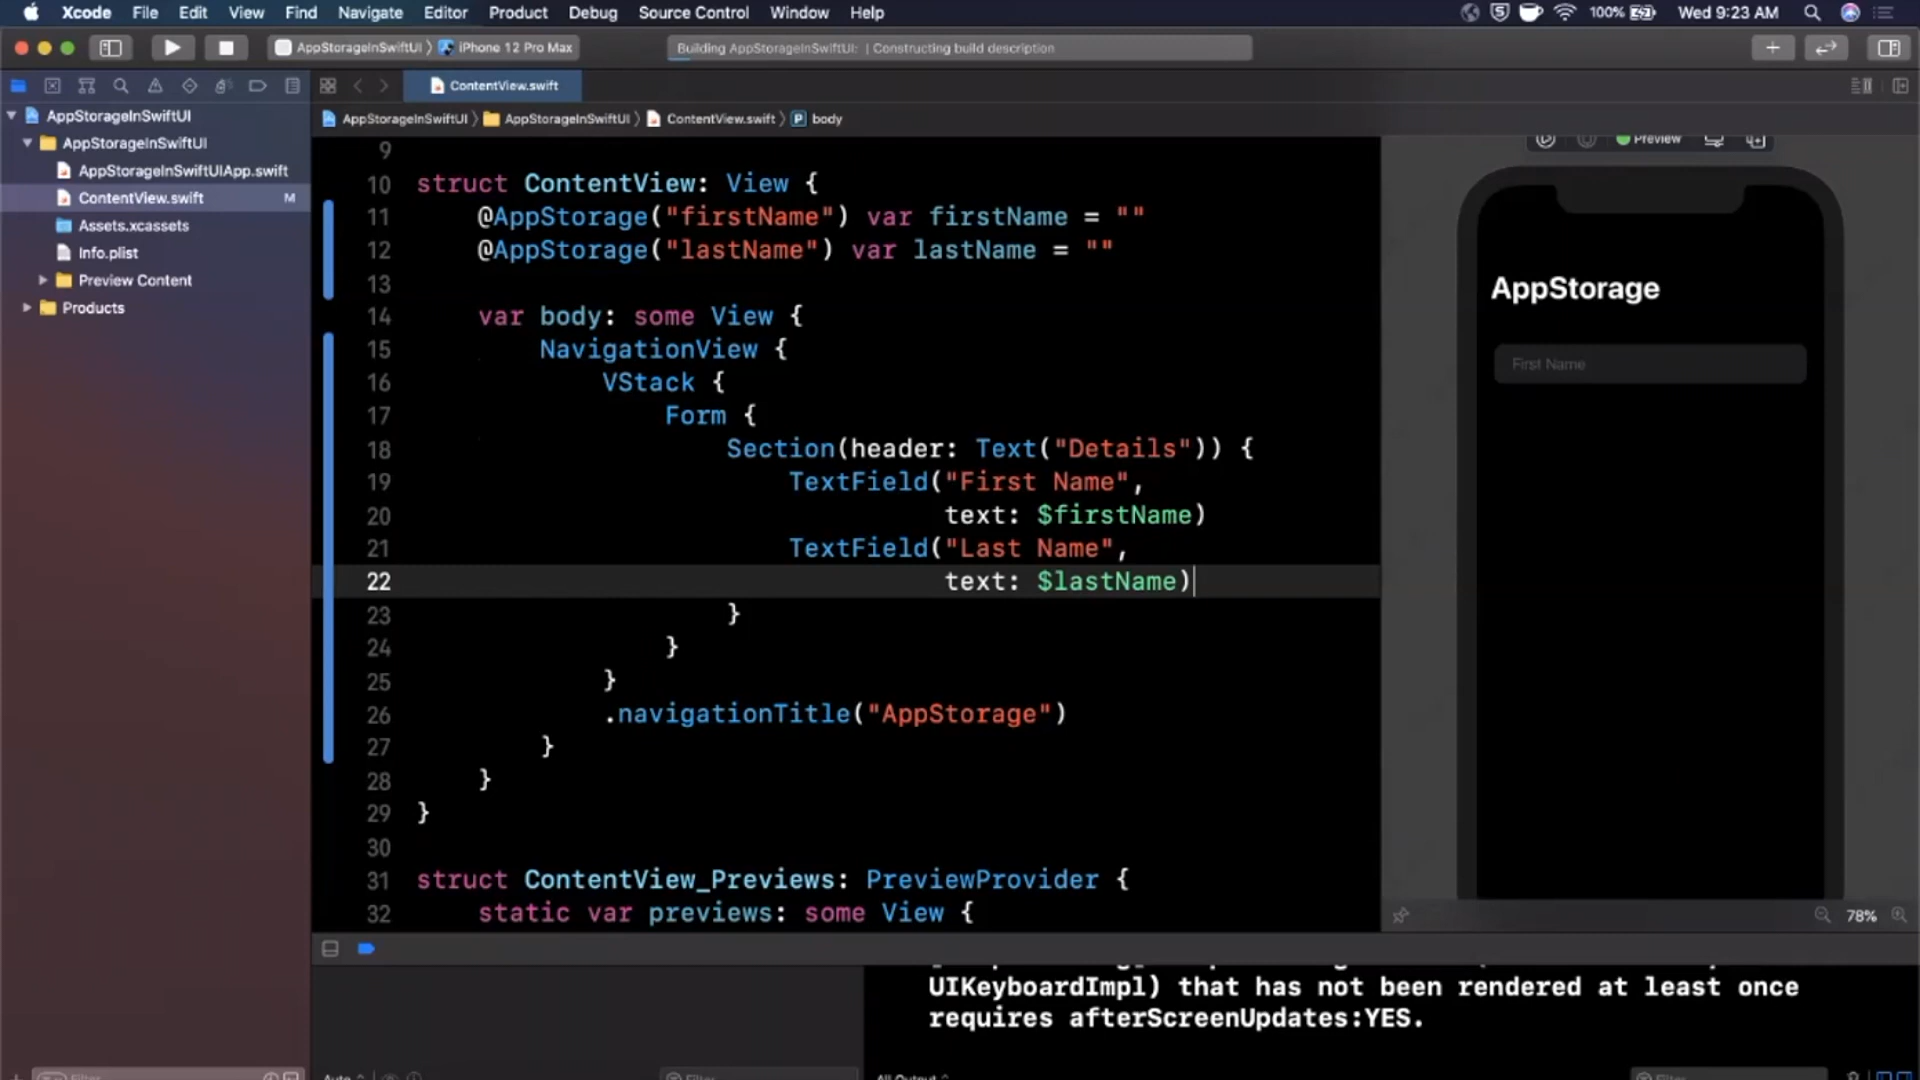 Xcode File Edit View Find Navigate Editor Product Debug Source Control Window Help 100% Wed 9:23 AM
AppStorageInSwiftUI 〉 iPhone 12 Pro Max Building AppStorageInSwiftUI: | Constructing build description
ContentView.swift
AppStorageInSwiftUI
AppStorageInSwiftUI
AppStorageInSwiftUIApp.swift
ContentView.swift M
Assets.xcassets
Info.plist
Preview Content
Products
AppStorageInSwiftUI 〉 AppStorageInSwiftUI 〉 ContentView.swift 〉 P body
9
10 struct ContentView: View {
11 @AppStorage("firstName") var firstName = ""
12 @AppStorage("lastName") var lastName = ""
13
14 var body: some View {
15 NavigationView {
16 VStack {
17 Form {
18 Section(header: Text("Details")) {
19 TextField("First Name",
20 text: $firstName)
21 TextField("Last Name",
22 text: $lastName)
23 }
24 }
25 }
26 .navigationTitle("AppStorage")
27 }
28 }
29 }
30
31 struct ContentView_Previews: PreviewProvider {
32 static var previews: some View {
Preview
AppStorage
First Name
78%
UIKeyboardImpl) that has not been rendered at least once
requires afterScreenUpdates:YES.
Filter Auto Filter All Output Filter